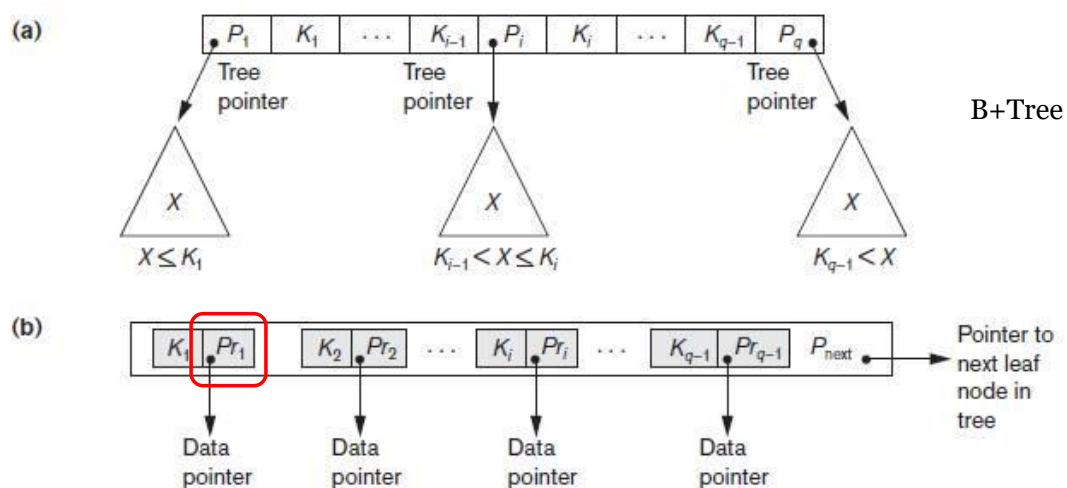 (a)
P1 K1 . . . Ki–1 Pi Ki . . . Kq–1 Pq
Tree pointer
Tree pointer
Tree pointer
B+Tree
X
X
X
X ≤ K1
Ki–1 < X ≤ Ki
Kq–1 < X
(b)
K1 Pr1 K2 Pr2 . . . Ki Pri . . . Kq–1 Prq–1 Pnext
Pointer to
next leaf
node in
tree
Data
pointer
Data
pointer
Data
pointer
Data
pointer